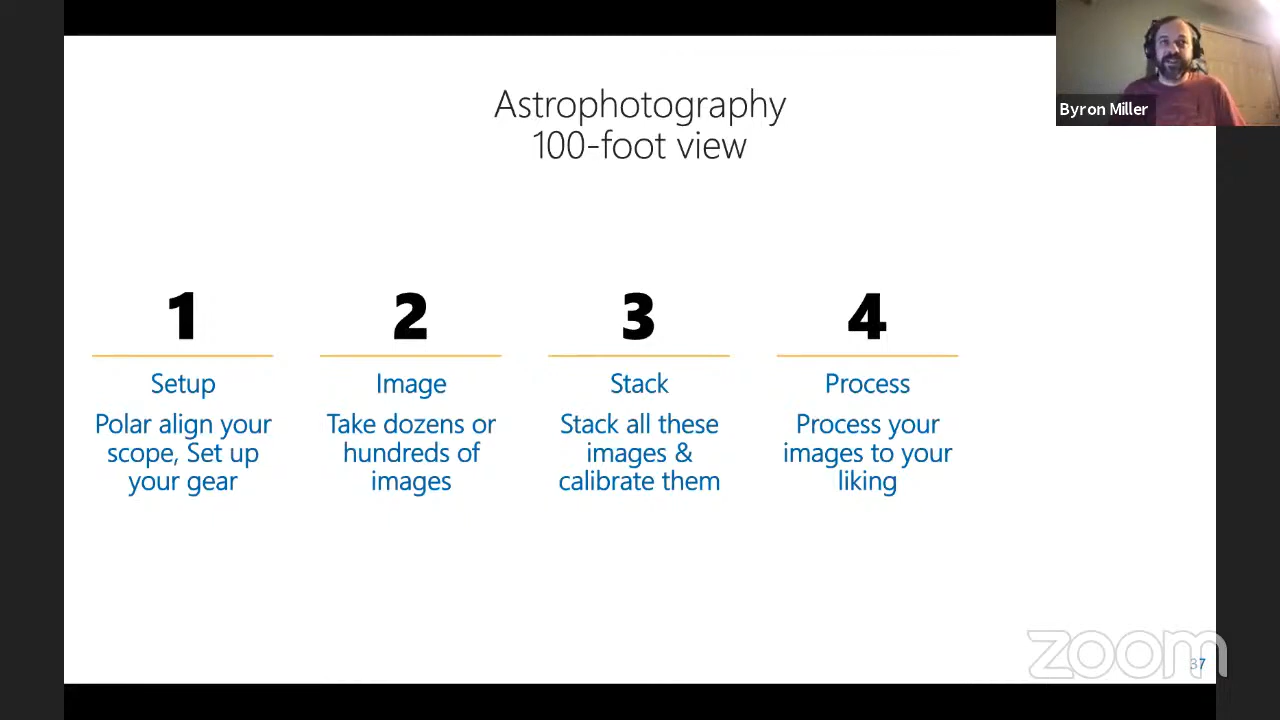 Astrophotography
100-foot view
Byron Miller
1
Setup
Polar align your
scope, Set up
your gear
2
Image
Take dozens or
hundreds of
images
3
Stack
Stack all these
images &
calibrate them
4
Process
Process your
images to your
liking
zoom
37